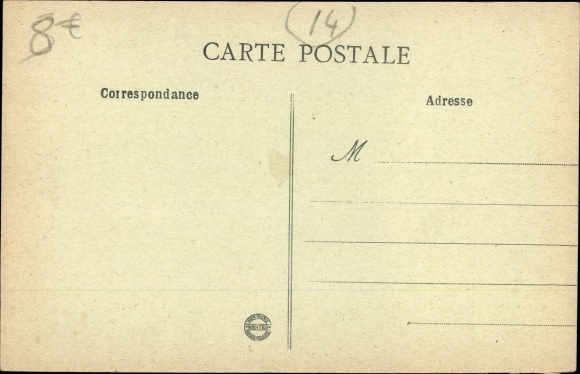 8€
14
CARTE POSTALE
Correspondance
Adresse
M